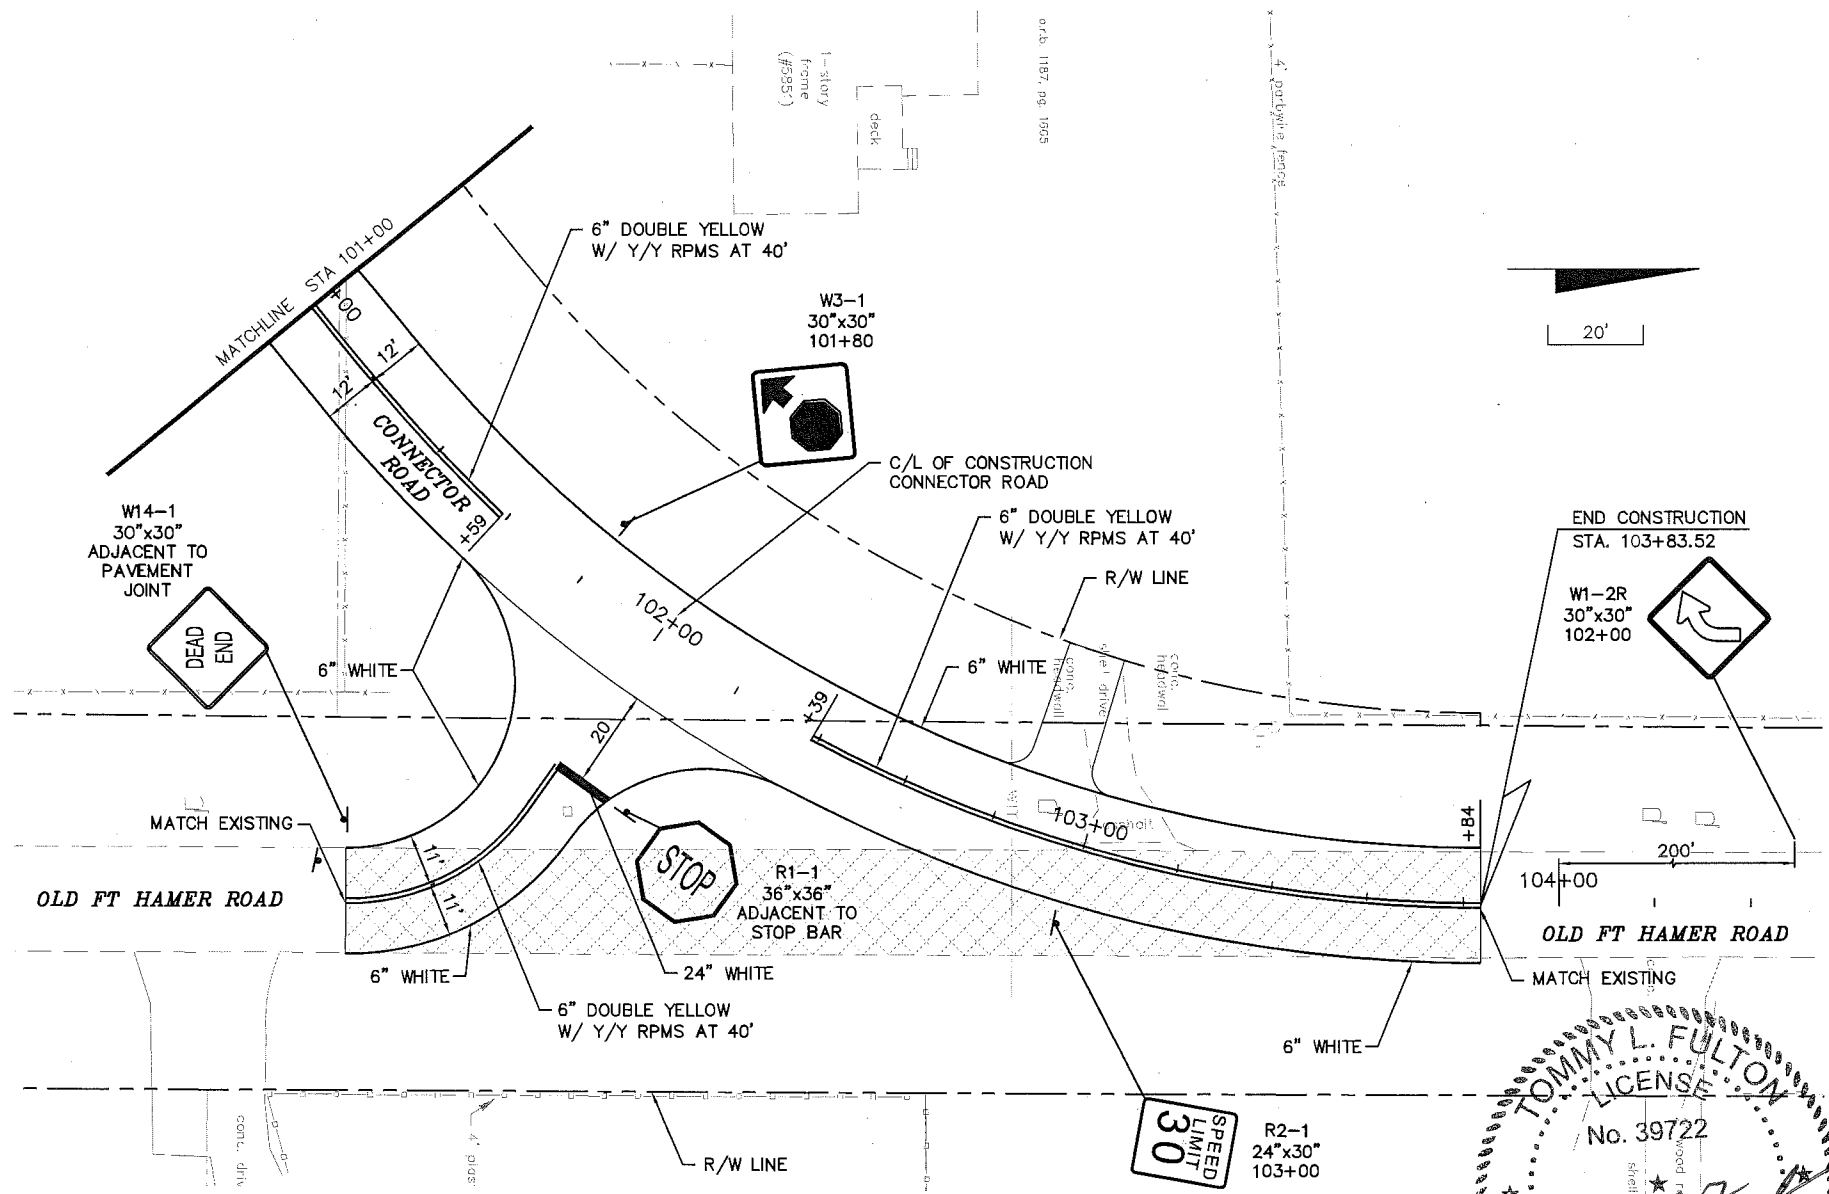 1-story
frame
deck
o.r.b. 1187, pg. 1665
4' barbwire fence
MATCHLINE STA 101+00
+00
12'
12'
6" DOUBLE YELLOW
W/ Y/Y RPMS AT 40'
W3-1
30"x30"
101+80
20'
CONNECTOR
ROAD
+59
C/L OF CONSTRUCTION
CONNECTOR ROAD
W14-1
30"x30"
ADJACENT TO
PAVEMENT
JOINT
DEAD
END
6" DOUBLE YELLOW
W/ Y/Y RPMS AT 40'
R/W LINE
END CONSTRUCTION
STA. 103+83.52
W1-2R
30"x30"
102+00
102+00
6" WHITE
6" WHITE
conc.
headwall
shell drive
conc.
headwall
+39
20
MATCH EXISTING
11'
11'
103+00
+84
200'
104+00
OLD FT HAMER ROAD
STOP
R1-1
36"x36"
ADJACENT TO
STOP BAR
OLD FT HAMER ROAD
6" WHITE
24" WHITE
MATCH EXISTING
6" DOUBLE YELLOW
W/ Y/Y RPMS AT 40'
6" WHITE
TOMMY L. FULTON
LICENSE
No. 39722
SPEED
LIMIT
30
R2-1
24"x30"
103+00
R/W LINE